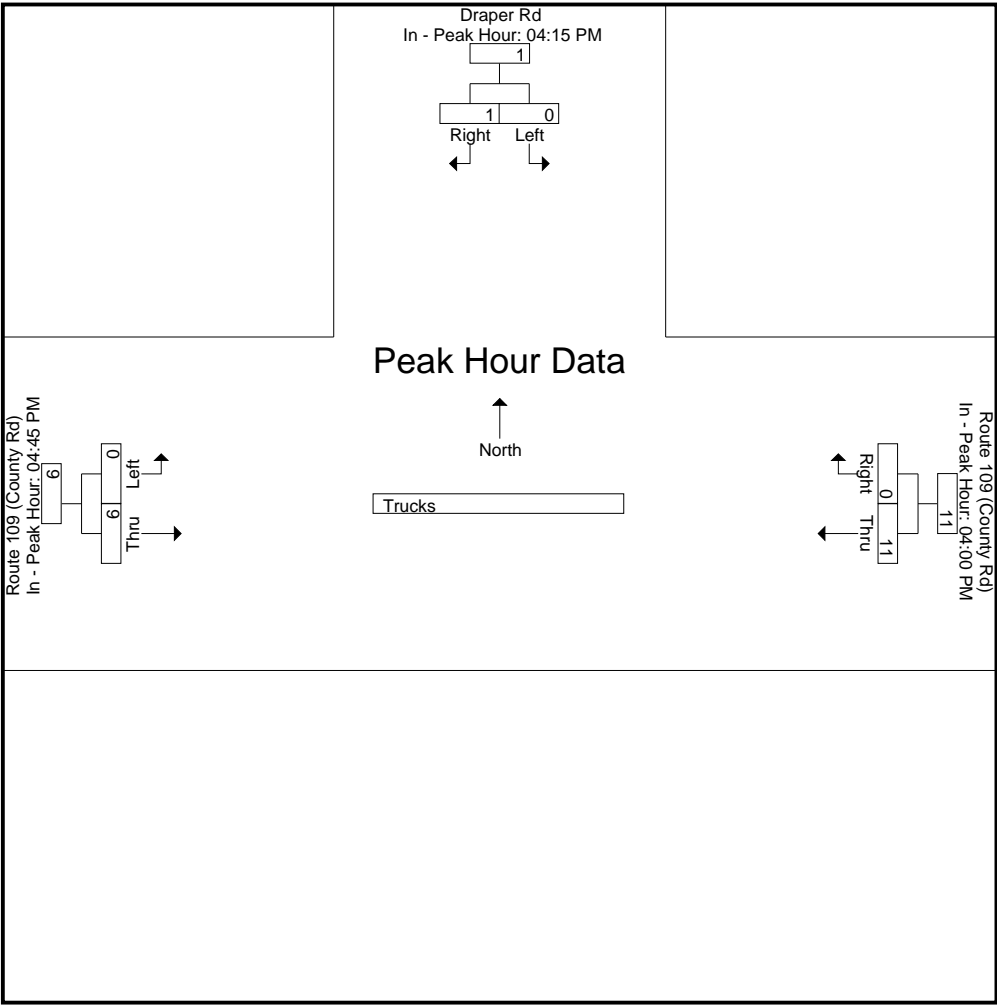 Draper Rd
In - Peak Hour: 04:15 PM
1
1 0
Right Left
Peak Hour Data
North
Trucks
Route 109 (County Rd)
In - Peak Hour: 04:45 PM
6
0 6
Left Thru
Route 109 (County Rd)
In - Peak Hour: 04:00 PM
11
0 11
Right Thru